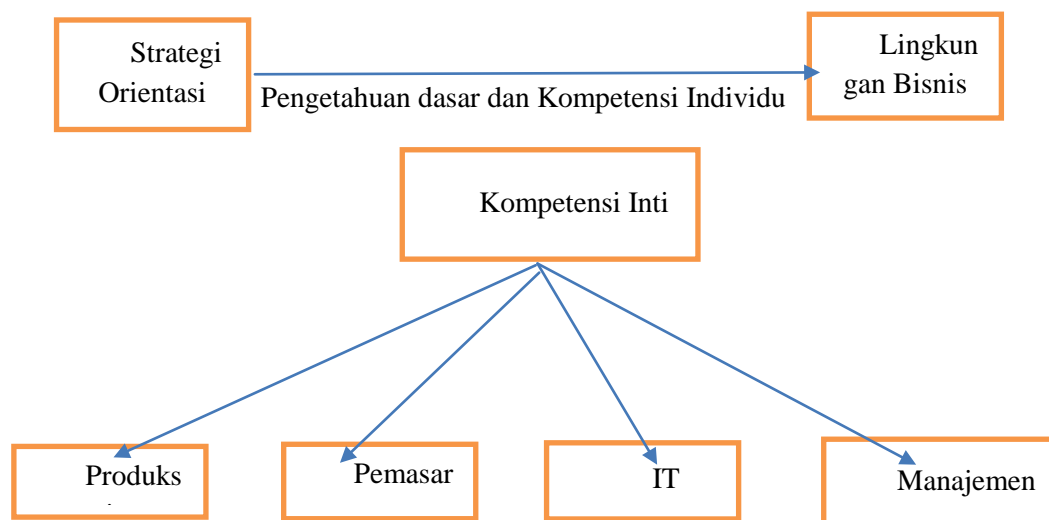 Strategi
Orientasi
Lingkun
gan Bisnis
Pengetahuan dasar dan Kompetensi Individu
Kompetensi Inti
Produks
Pemasar
IT
Manajemen